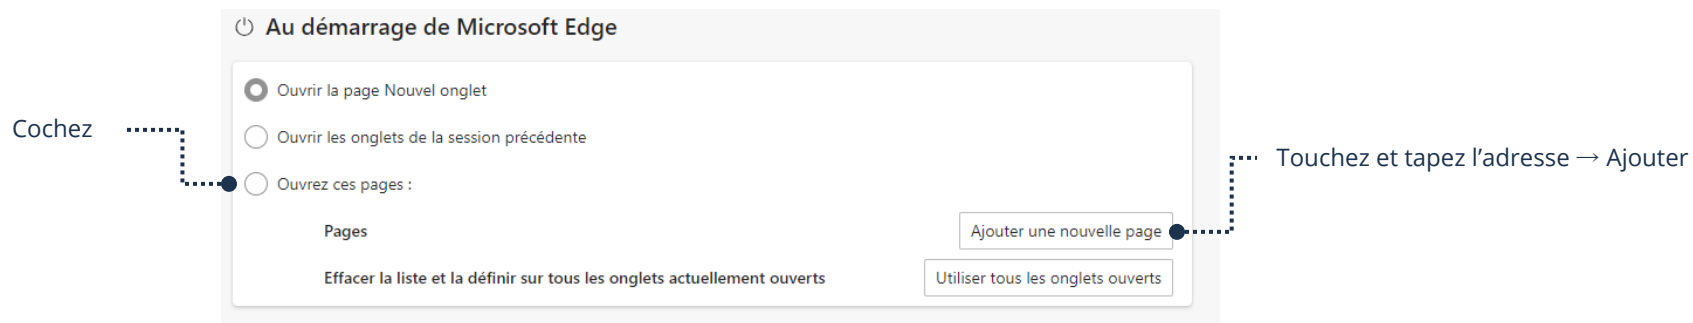 Au démarrage de Microsoft Edge
Ouvrir la page Nouvel onglet
Cochez
Ouvrir les onglets de la session précédente
Touchez et tapez l’adresse → Ajouter
Ouvrez ces pages :
Pages
Ajouter une nouvelle page
Effacer la liste et la définir sur tous les onglets actuellement ouverts
Utiliser tous les onglets ouverts